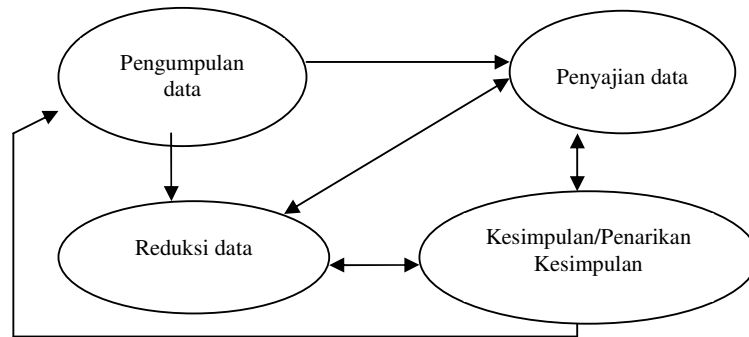 Pengumpulan
data
Penyajian data
Reduksi data
Kesimpulan/Penarikan
Kesimpulan